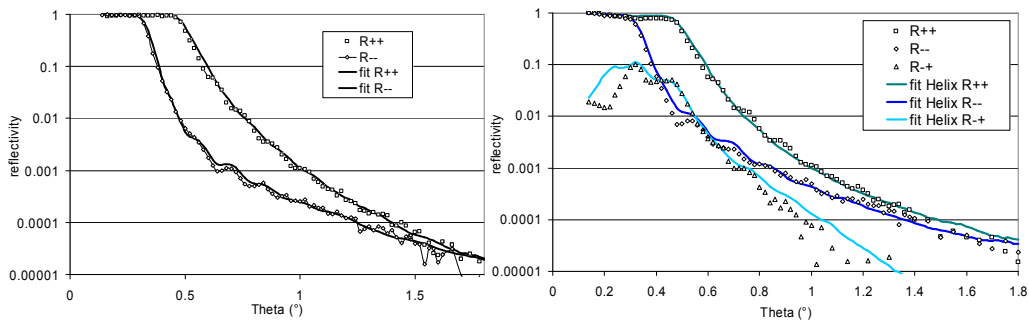 1
0.1
0.01
0.001
0.0001
0.00001
reflectivity
0
0.5
1
1.5
Theta (°)
R++
R--
fit R++
fit R--
1
0.1
0.01
0.001
0.0001
0.00001
reflectivity
0
0.2
0.4
0.6
0.8
1
1.2
1.4
1.6
1.8
Theta (°)
R++
R--
R-+
fit Helix R++
fit Helix R--
fit Helix R-+